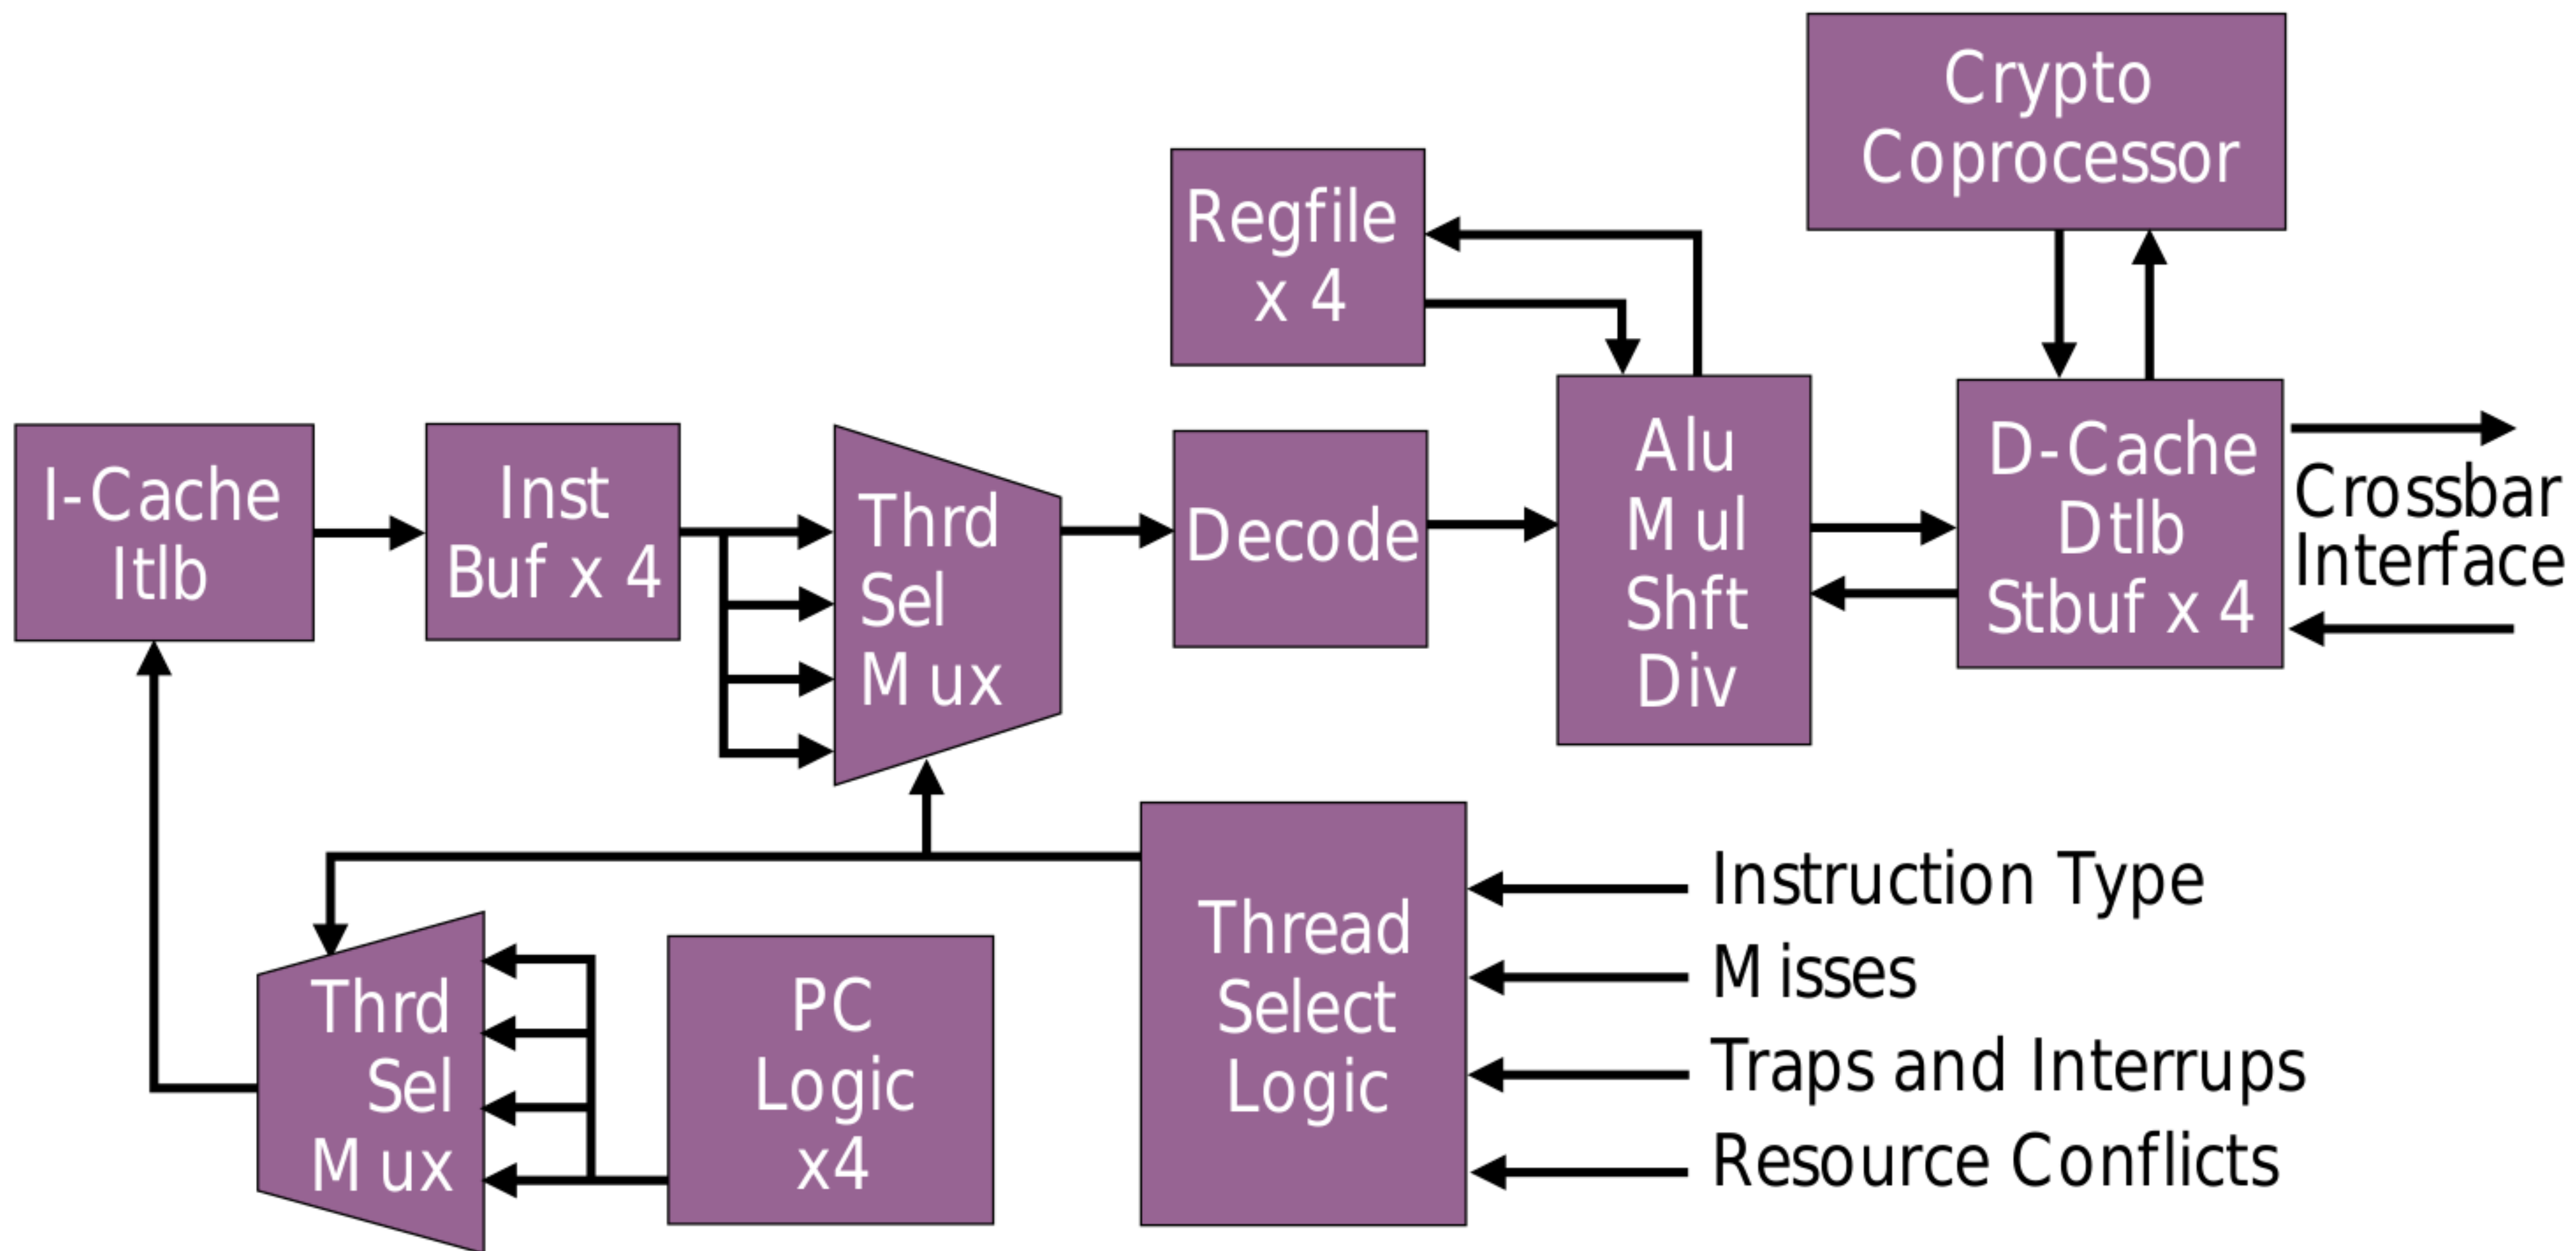 Crypto
Coprocessor
Regfile
x 4
I-Cache
Itlb
Inst
Buf x 4
Thrd
Sel
Mux
Decode
Alu
Mul
Shft
Div
D-Cache
Dtlb
Stbuf x 4
Crossbar
Interface
Thrd
Sel
Mux
PC
Logic
x4
Thread
Select
Logic
Instruction Type
Misses
Traps and Interrups
Resource Conflicts